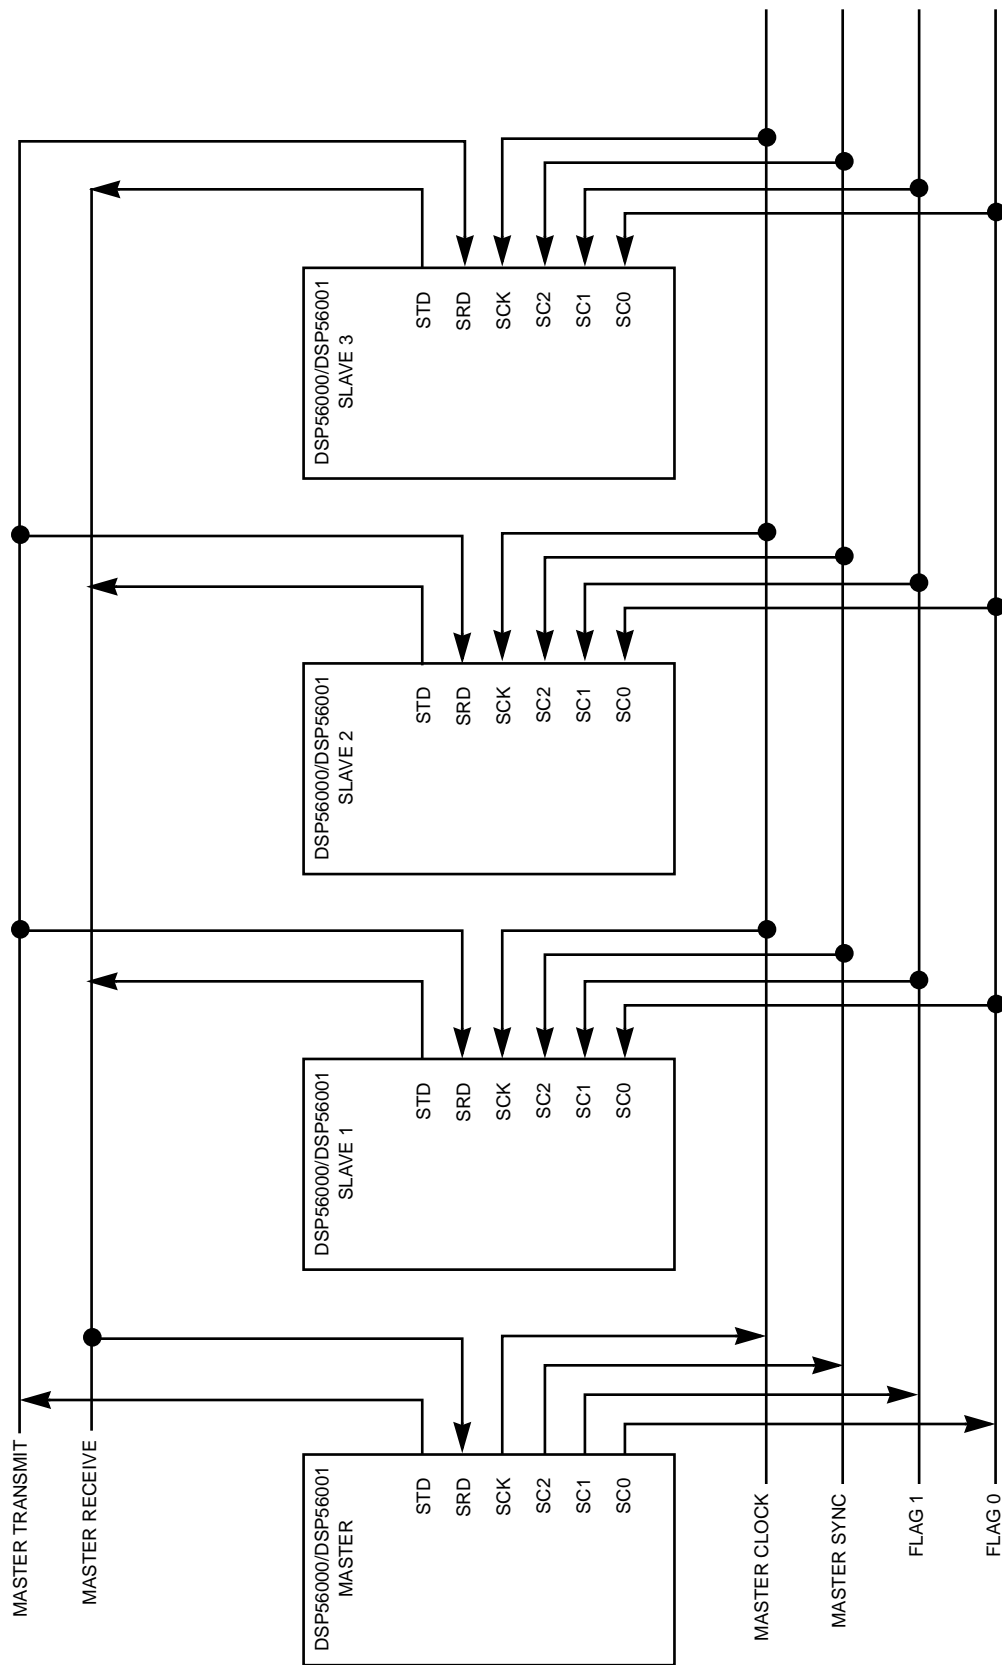 MASTER TRANSMIT
MASTER RECEIVE
DSP56000/DSP56001
MASTER
STD
SRD
SCK
SC2
SC1
SC0
DSP56000/DSP56001
SLAVE 1
STD
SRD
SCK
SC2
SC1
SC0
DSP56000/DSP56001
SLAVE 2
STD
SRD
SCK
SC2
SC1
SC0
DSP56000/DSP56001
SLAVE 3
STD
SRD
SCK
SC2
SC1
SC0
MASTER CLOCK
MASTER SYNC
FLAG 1
FLAG 0